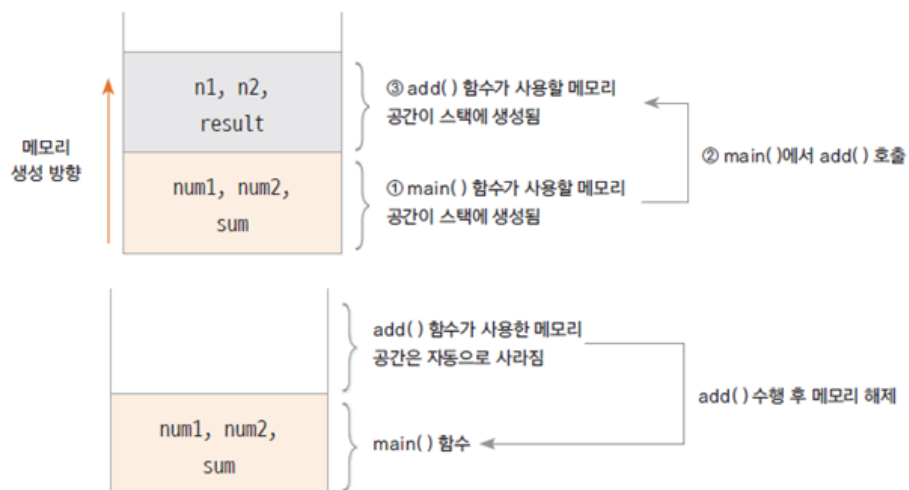 n1, n2,
result
③ add( ) 함수가 사용할 메모리
공간이 스택에 생성됨
메모리
생성 방향
② main( )에서 add( ) 호출
num1, num2,
sum
① main( ) 함수가 사용할 메모리
공간이 스택에 생성됨
add( ) 함수가 사용한 메모리
공간은 자동으로 사라짐
add( ) 수행 후 메모리 해제
num1, num2,
sum
main( ) 함수